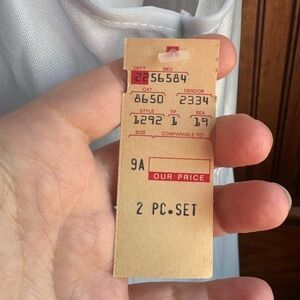 DEPT SKU
22 56584
CAT VENDOR
8650 2334
STYLE TP SEA
1292 1 19
SIZE COMPARABLE TO
9A
OUR PRICE
2 PC.SET